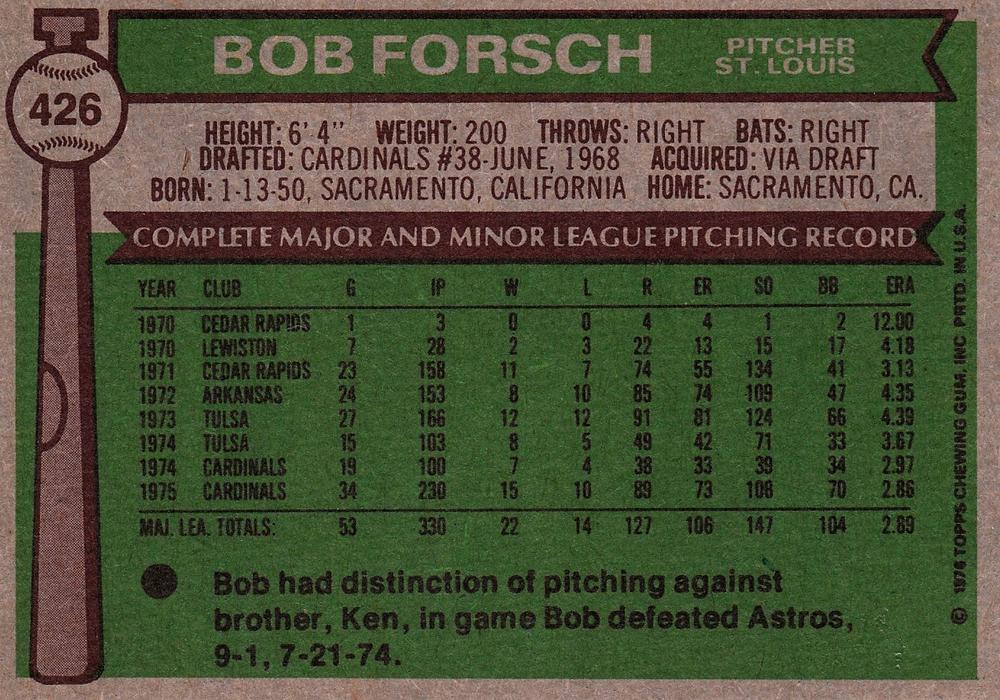 BOB FORSCH
PITCHER
ST. LOUIS
426
HEIGHT: 6' 4" WEIGHT: 200 THROWS: RIGHT BATS: RIGHT
DRAFTED: CARDINALS #38-JUNE, 1968 ACQUIRED: VIA DRAFT
BORN: 1-13-50, SACRAMENTO, CALIFORNIA HOME: SACRAMENTO, CA.
COMPLETE MAJOR AND MINOR LEAGUE PITCHING RECORD
YEAR CLUB G IP W L R ER SO BB ERA
1970 CEDAR RAPIDS 1 3 0 0 4 4 1 2 12.00
1970 LEWISTON 7 28 2 3 22 13 15 17 4.18
1971 CEDAR RAPIDS 23 158 11 7 74 55 134 41 3.13
1972 ARKANSAS 24 153 8 10 85 74 109 47 4.35
1973 TULSA 27 166 12 12 91 81 124 66 4.39
1974 TULSA 15 103 8 5 49 42 71 33 3.67
1974 CARDINALS 19 100 7 4 38 33 39 34 2.97
1975 CARDINALS 34 230 15 10 89 73 108 70 2.86
MAJ. LEA. TOTALS: 53 330 22 14 127 106 147 104 2.89
Bob had distinction of pitching against
brother, Ken, in game Bob defeated Astros,
9-1, 7-21-74.
© 1976 TOPPS CHEWING GUM, INC PRTD. IN U.S.A.